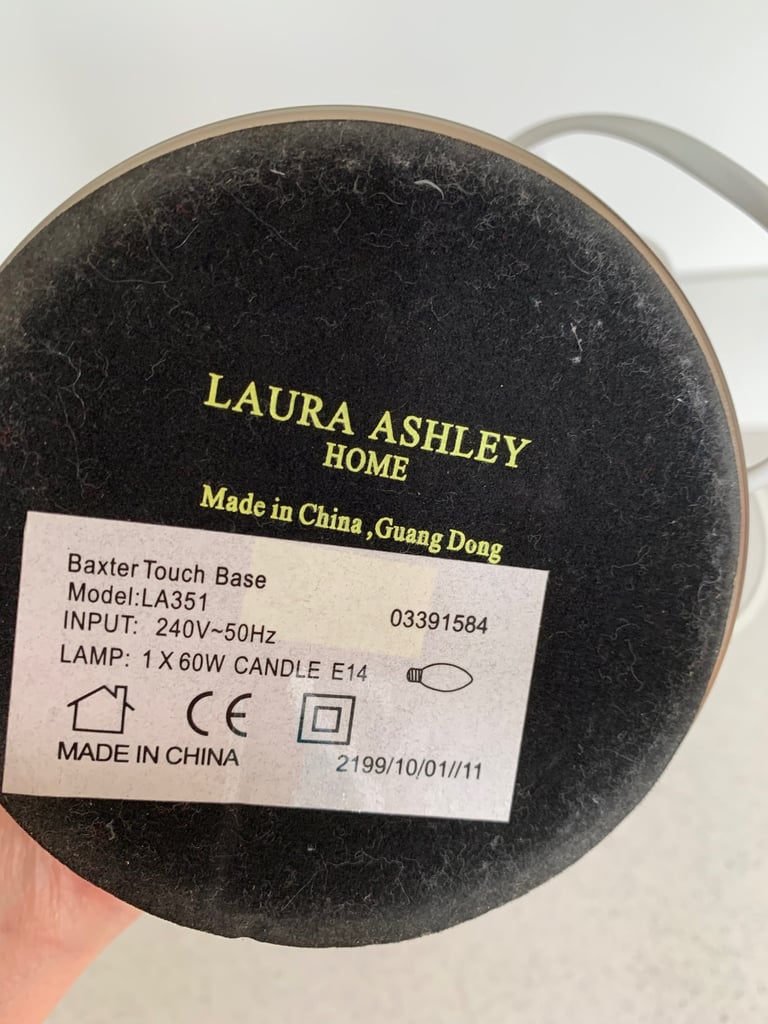 LAURA ASHLEY
HOME
Made in China ,Guang Dong
Baxter Touch Base
Model:LA351
03391584
INPUT: 240V~50Hz
LAMP: 1 X 60W CANDLE E14
CE
MADE IN CHINA
2199/10/01//11